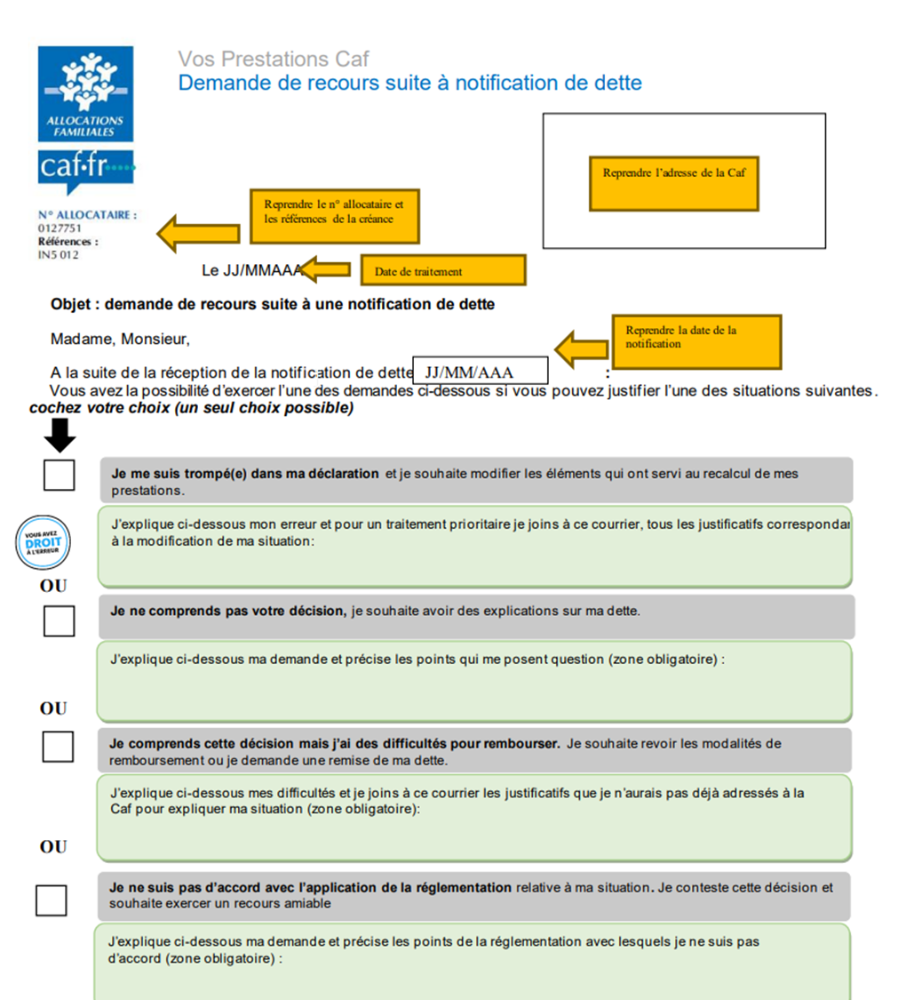 Vos Prestations Caf
Demande de recours suite à notification de dette
ALLOCATIONS
FAMILIALES
caf.fr
Reprendre l'adresse de la Caf
Reprendre le n° allocataire et
les références de la créance
N° ALLOCATAIRE :
0127751
Références :
IN5 012
Le JJ/MMAAA
Date de traitement
Objet : demande de recours suite à une notification de dette
Reprendre la date de la
notification
Madame, Monsieur,
A la suite de la réception de la notification de dette JJ/MM/AAA :
Vous avez la possibilité d'exercer l'une des demandes ci-dessous si vous pouvez justifier l'une des situations suivantes.
cochez votre choix (un seul choix possible)
Je me suis trompé(e) dans ma déclaration et je souhaite modifier les éléments qui ont servi au recalcul de mes
prestations.
VOUS AVEZ
DROIT
À L'ERREUR
J'explique ci-dessous mon erreur et pour un traitement prioritaire je joins à ce courrier, tous les justificatifs correspondan
à la modification de ma situation:
OU
Je ne comprends pas votre décision, je souhaite avoir des explications sur ma dette.
J'explique ci-dessous ma demande et précise les points qui me posent question (zone obligatoire) :
OU
Je comprends cette décision mais j'ai des difficultés pour rembourser. Je souhaite revoir les modalités de
remboursement ou je demande une remise de ma dette.
J'explique ci-dessous mes difficultés et je joins à ce courrier les justificatifs que je n'aurais pas déjà adressés à la
Caf pour expliquer ma situation (zone obligatoire):
OU
Je ne suis pas d'accord avec l'application de la réglementation relative à ma situation. Je conteste cette décision et
souhaite exercer un recours amiable
J'explique ci-dessous ma demande et précise les points de la réglementation avec lesquels je ne suis pas
d'accord (zone obligatoire) :